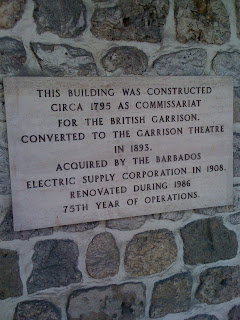 THIS BUILDING WAS CONSTRUCTED
CIRCA 1795 AS COMMISSARIAT
FOR THE BRITISH GARRISON.
CONVERTED TO THE GARRISON THEATRE
IN 1893.
ACQUIRED BY THE BARBADOS
ELECTRIC SUPPLY CORPORATION IN 1908.
RENOVATED DURING 1986
75TH YEAR OF OPERATIONS.